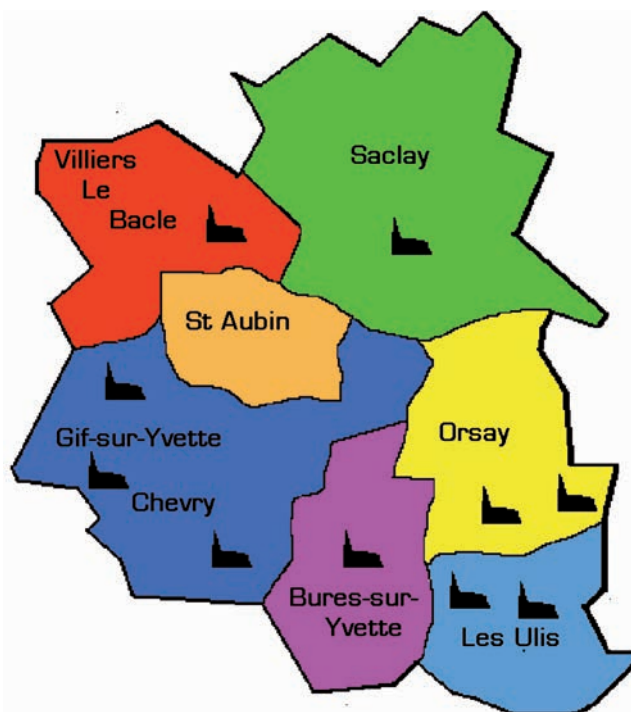 Villiers
Le
Bacle
Saclay
St Aubin
Orsay
Gif-sur-Yvette
Chevry
Bures-sur-
Yvette
Les Ulis